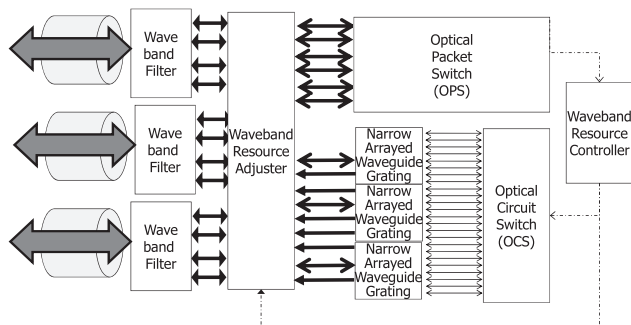 Wave
band
Filter
Wave
band
Filter
Wave
band
Filter
Waveband
Resource
Adjuster
Optical
Packet
Switch
(OPS)
Narrow
Arrayed
Waveguide
Grating
Narrow
Arrayed
Waveguide
Grating
Narrow
Arrayed
Waveguide
Grating
Optical
Circuit
Switch
(OCS)
Waveband
Resource
Controller